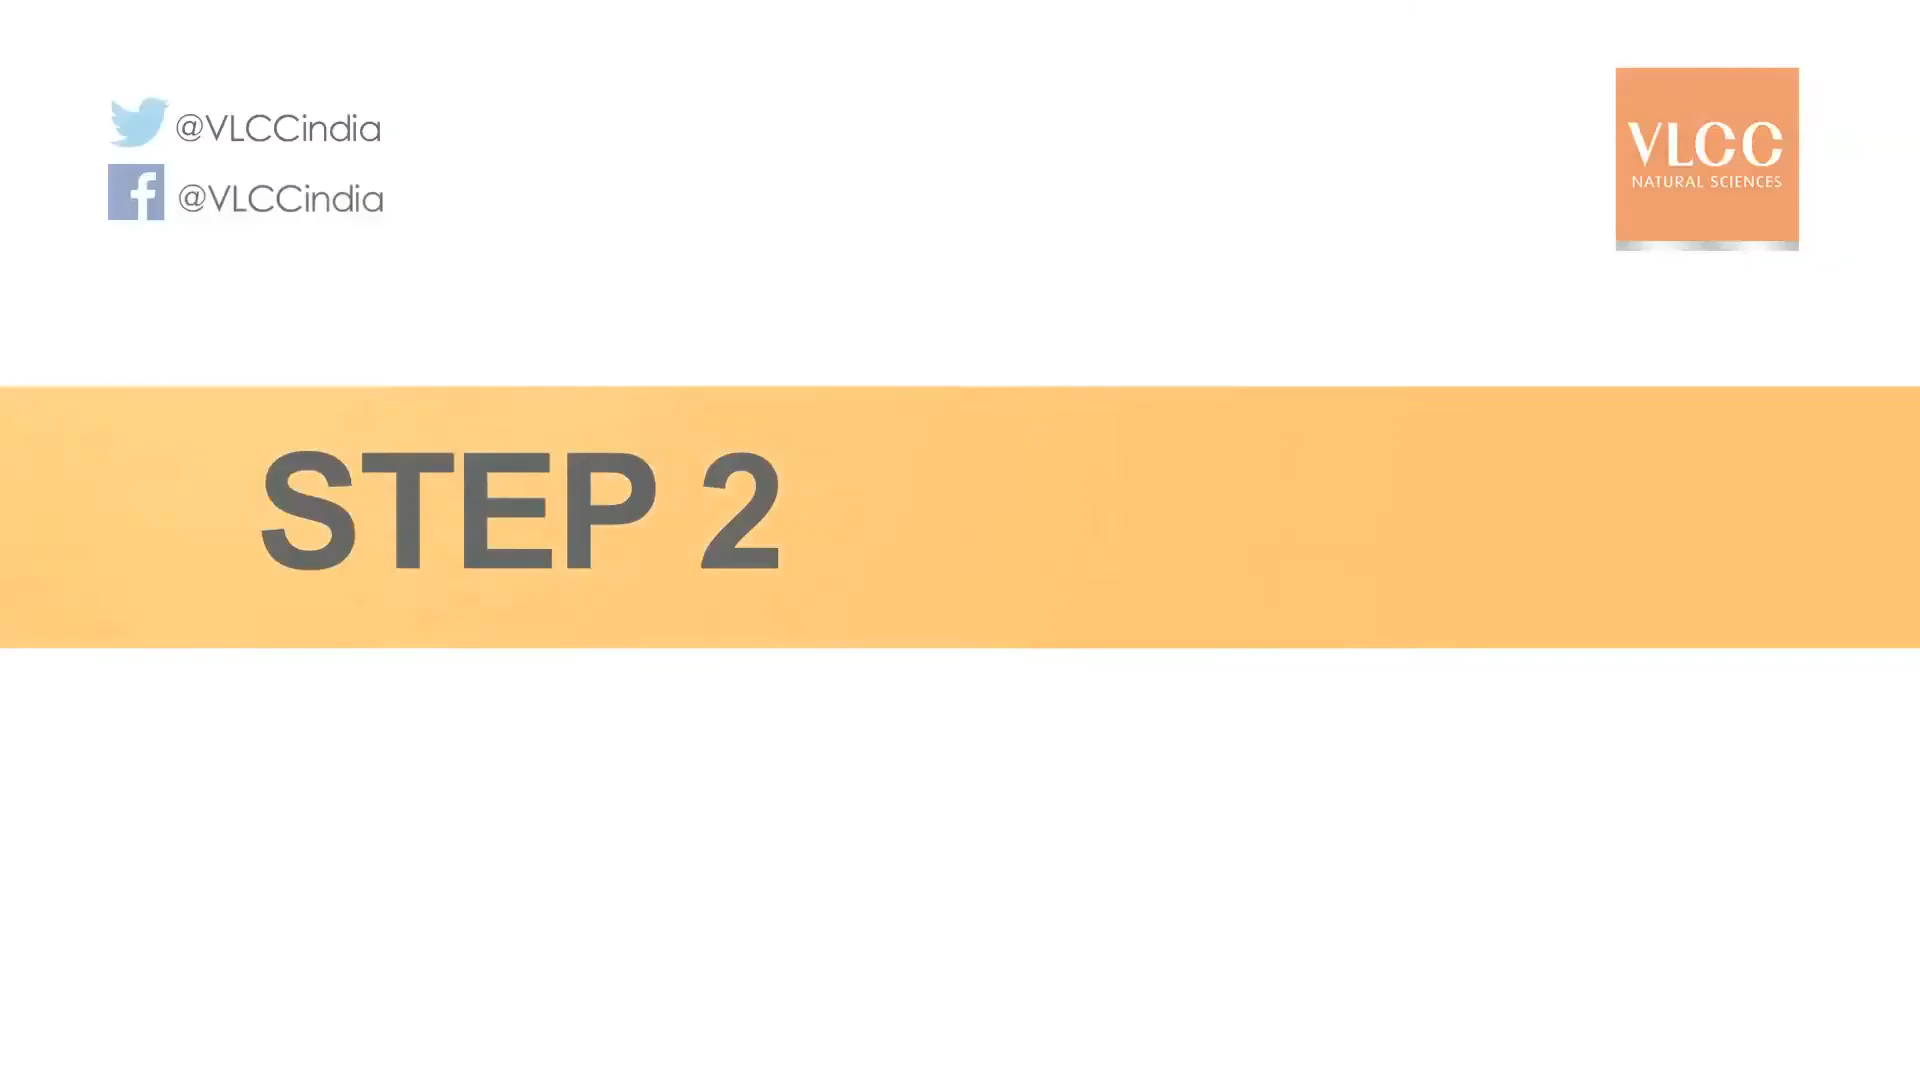 @VLCCindia
@VLCCindia
VLCC
NATURAL SCIENCES
STEP 2